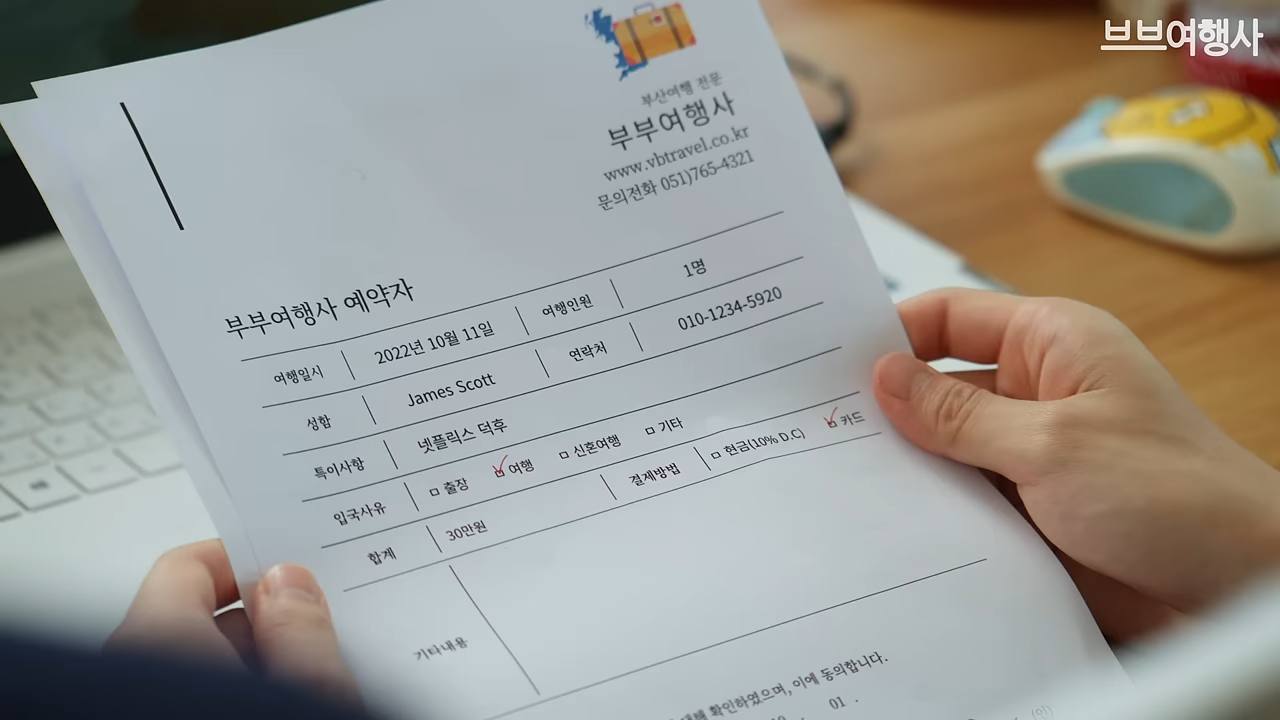 브브여행사
부산여행 전문
부부여행사
www.vbtravel.co.kr
문의전화 051)765-4321
부부여행사 예약자
여행일시 2022년 10월 11일 여행인원 1명
성함 James Scott 연락처 010-1234-5920
특이사항 넷플릭스 덕후
입국사유 □ 출장 ☑ 여행 □ 신혼여행 □ 기타
합계 30만원 결제방법 □ 현금(10% D.C) ☑ 카드
기타내용
확인하였으며, 이에 동의합니다.
01 .
(인)